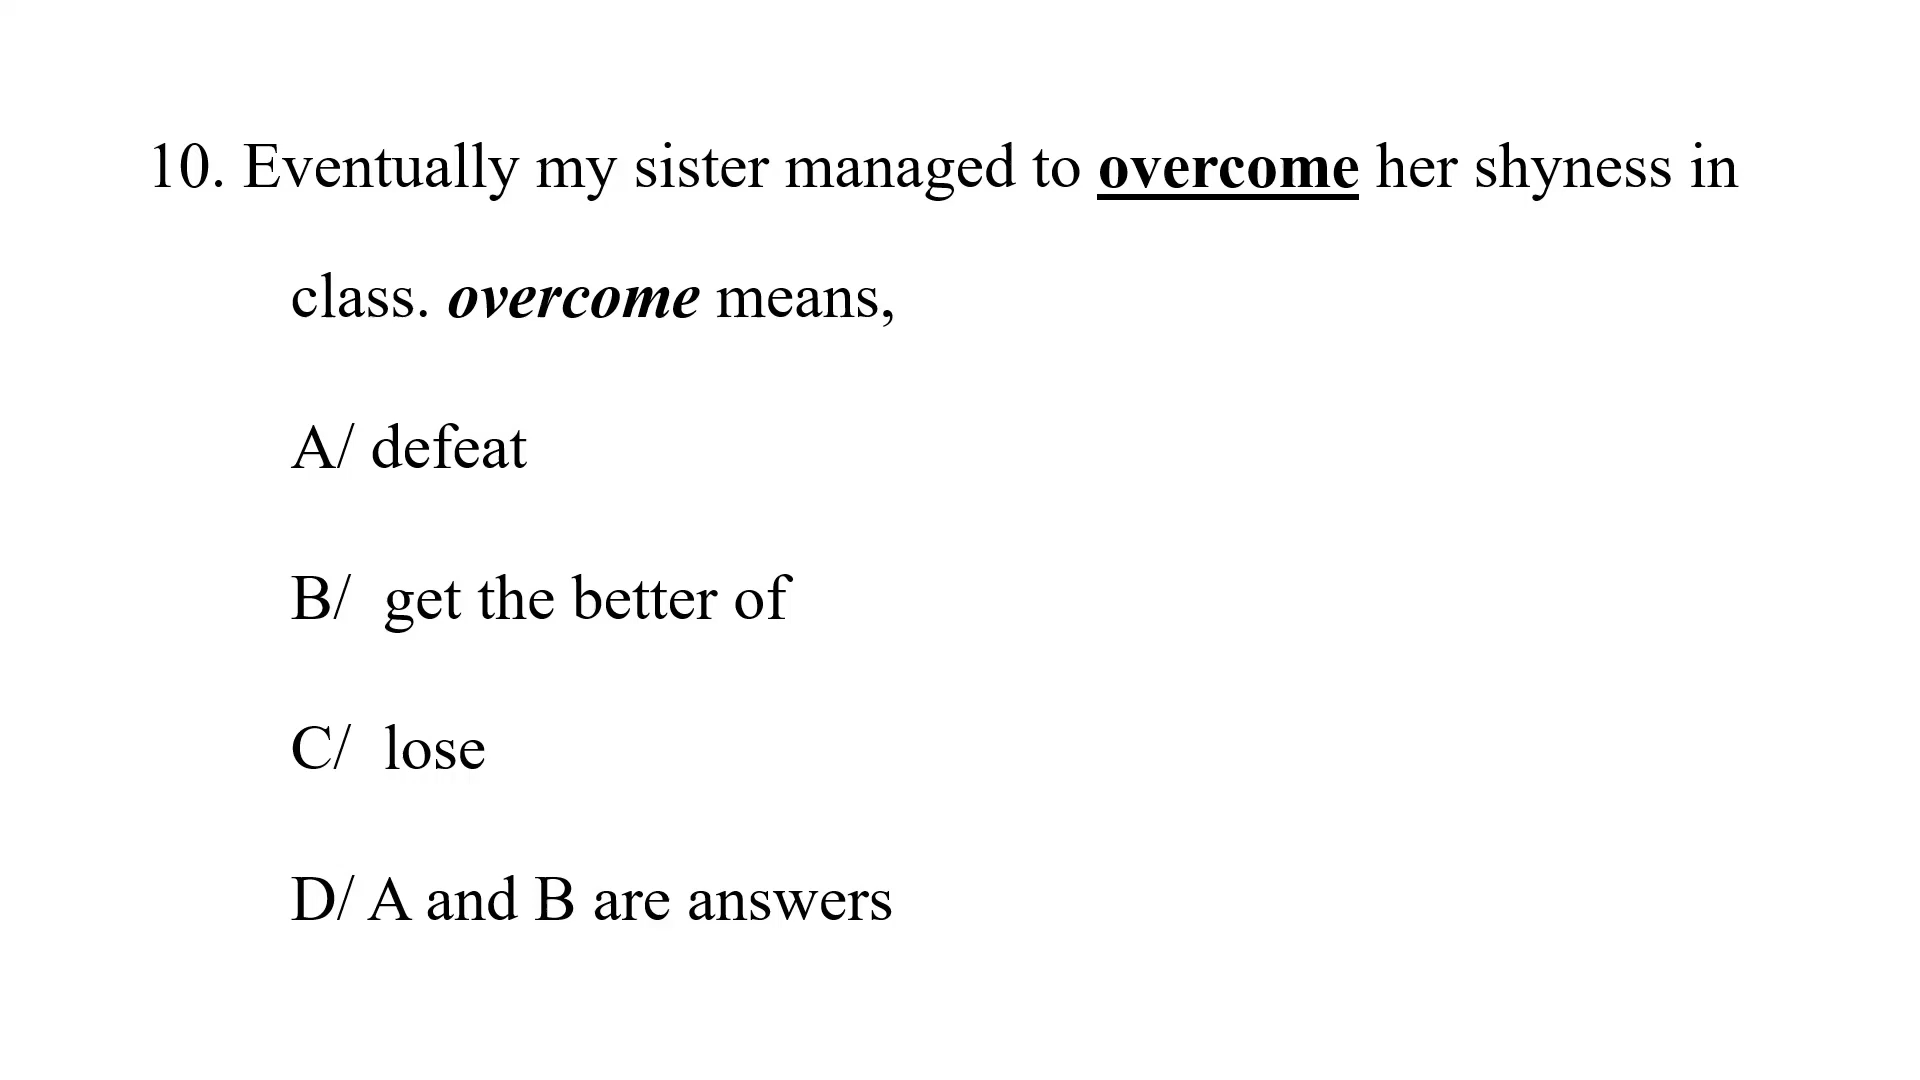 10. Eventually my sister managed to overcome her shyness in
class. overcome means,
A/ defeat
B/ get the better of
C/ lose
D/ A and B are answers